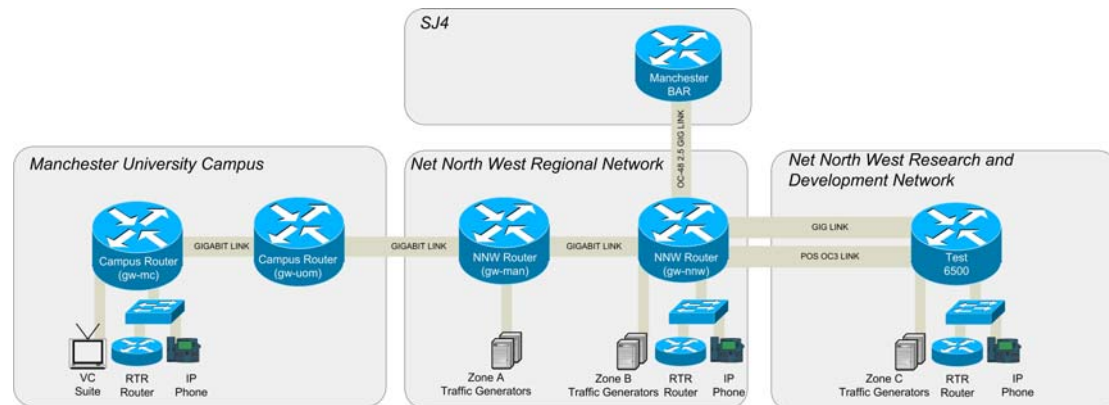 SJ4
Manchester
BAR
OC-48 2.5 GIG LINK
Manchester University Campus
Net North West Regional Network
Net North West Research and
Development Network
Campus Router
(gw-mc)
GIGABIT LINK
Campus Router
(gw-uom)
GIGABIT LINK
NNW Router
(gw-man)
GIGABIT LINK
NNW Router
(gw-nnw)
GIG LINK
POS OC3 LINK
Test
6500
VC
Suite
RTR
Router
IP
Phone
Zone A
Traffic Generators
Zone B
Traffic Generators
RTR
Router
IP
Phone
Zone C
Traffic Generators
RTR
Router
IP
Phone